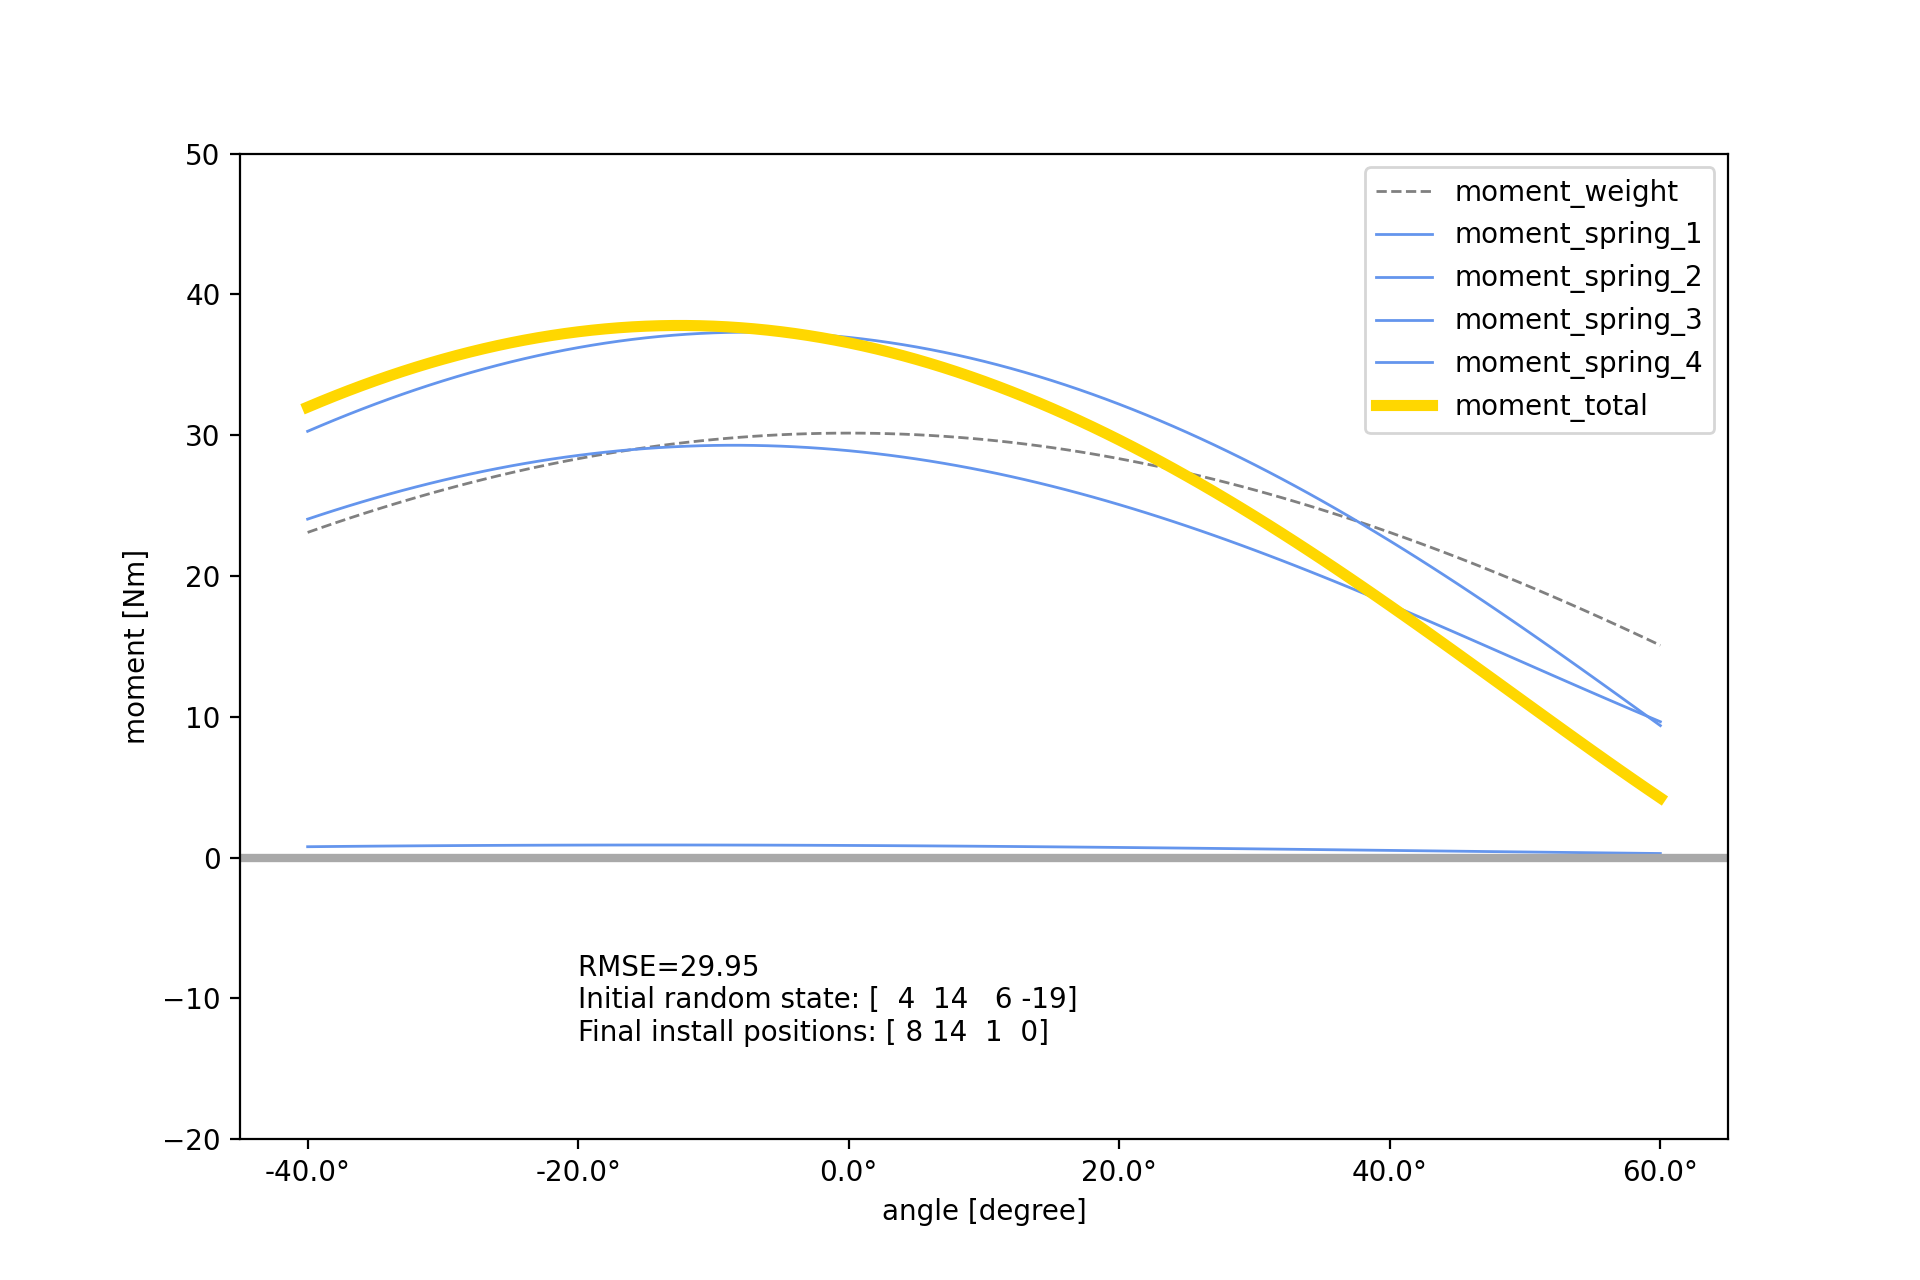 50
40
30
20
10
0
−10
−20
moment [Nm]
moment_weight
moment_spring_1
moment_spring_2
moment_spring_3
moment_spring_4
moment_total
RMSE=29.95
Initial random state: [  4  14   6 -19]
Final install positions: [ 8 14  1  0]
-40.0° -20.0° 0.0° 20.0° 40.0° 60.0°
angle [degree]